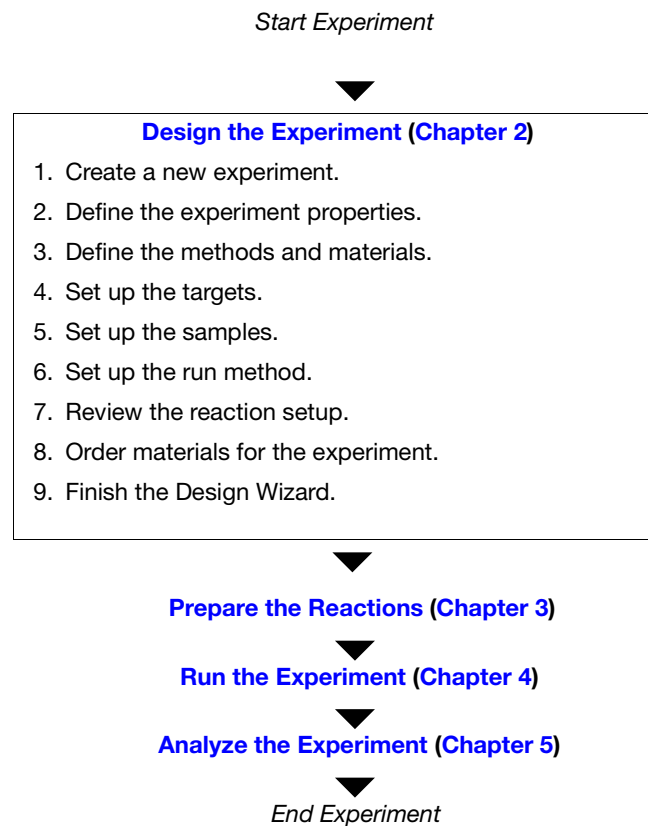 Start Experiment
Design the Experiment (Chapter 2)
1. Create a new experiment.
2. Define the experiment properties.
3. Define the methods and materials.
4. Set up the targets.
5. Set up the samples.
6. Set up the run method.
7. Review the reaction setup.
8. Order materials for the experiment.
9. Finish the Design Wizard.
Prepare the Reactions (Chapter 3)
Run the Experiment (Chapter 4)
Analyze the Experiment (Chapter 5)
End Experiment